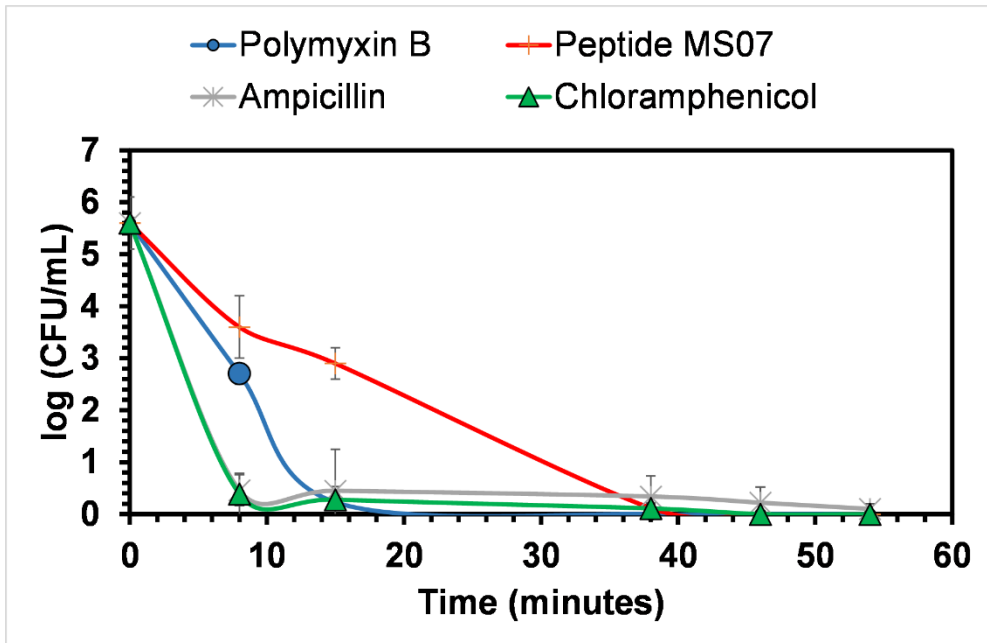 Polymyxin B Peptide MS07
Ampicillin Chloramphenicol
7
6
5
4
3
2
1
0
log (CFU/mL)
0 10 20 30 40 50 60
Time (minutes)